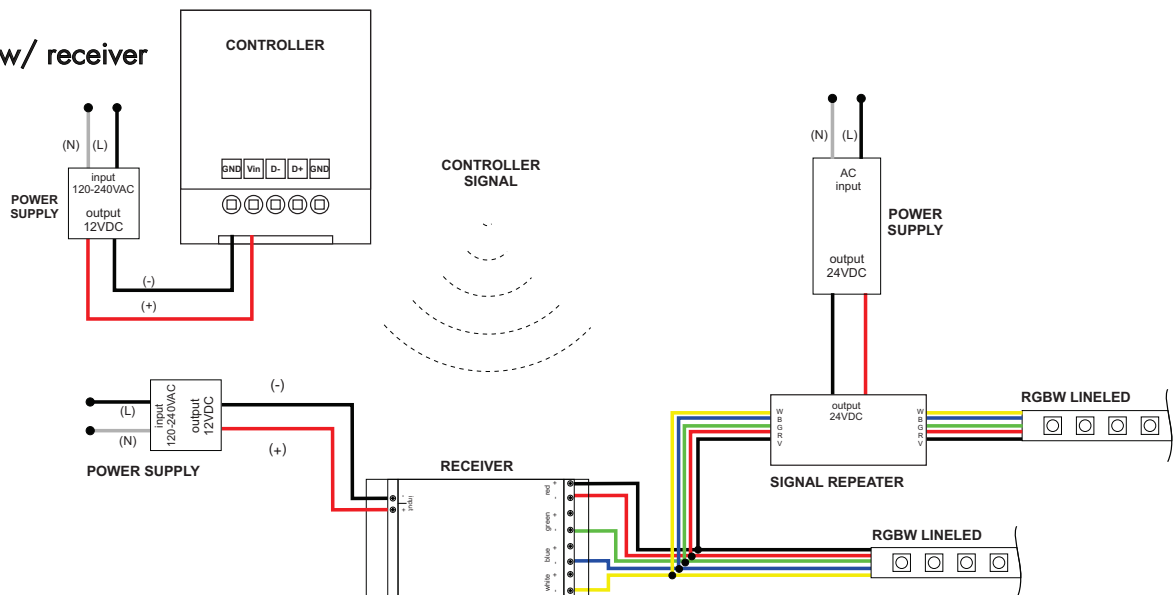 w/ receiver
CONTROLLER
GND Vin D- D+ GND
(N) (L)
input
120-240VAC
output
12VDC
POWER
SUPPLY
(-)
(+)
CONTROLLER
SIGNAL
(N) (L)
AC
input
output
24VDC
POWER
SUPPLY
(L)
(N)
input
120-240VAC
output
12VDC
(-)
(+)
POWER SUPPLY
RECEIVER
- +
input
red + -
green + -
blue + -
white + -
output
24VDC
W
B
G
R
V
W
B
G
R
V
SIGNAL REPEATER
RGBW LINELED
RGBW LINELED